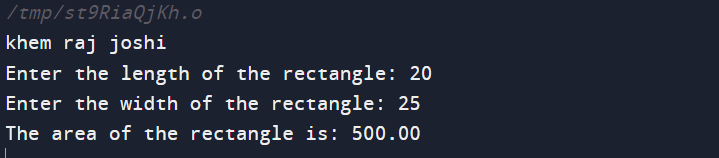 /tmp/st9RiaQjKh.o
khem raj joshi
Enter the length of the rectangle: 20
Enter the width of the rectangle: 25
The area of the rectangle is: 500.00